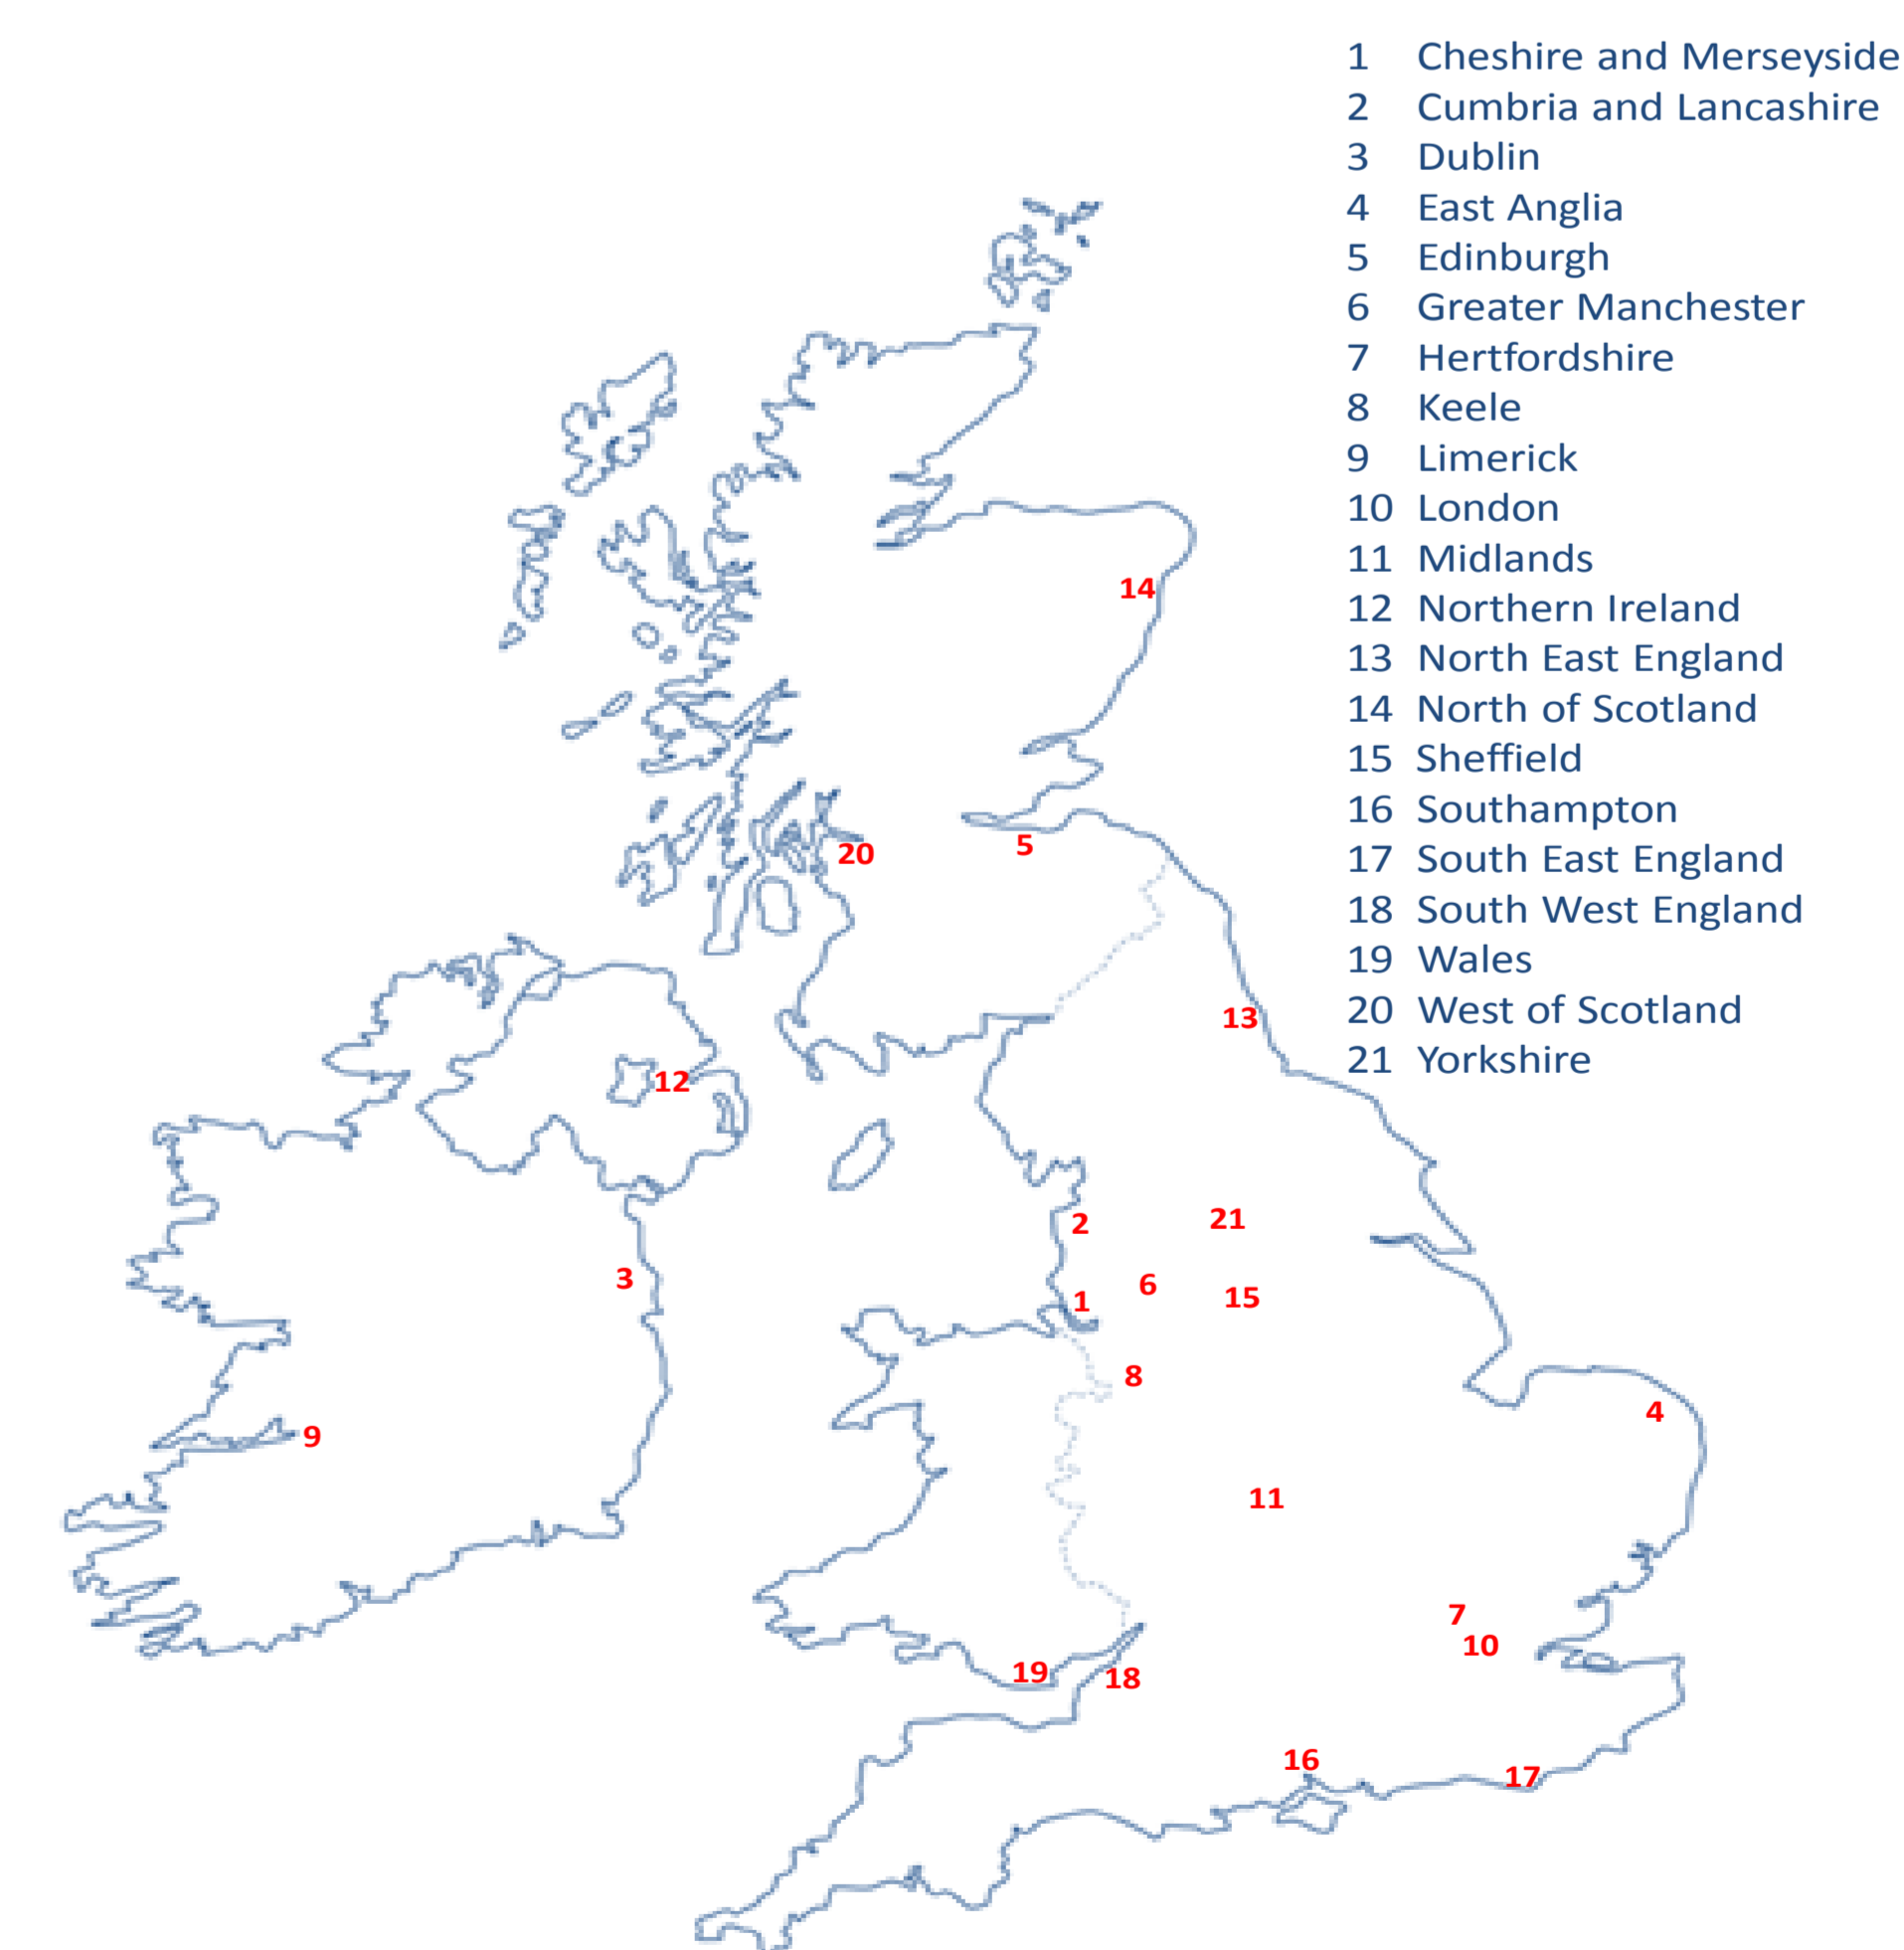 1 Cheshire and Merseyside
2 Cumbria and Lancashire
3 Dublin
4 East Anglia
5 Edinburgh
6 Greater Manchester
7 Hertfordshire
8 Keele
9 Limerick
10 London
11 Midlands
12 Northern Ireland
13 North East England
14 North of Scotland
15 Sheffield
16 Southampton
17 South East England
18 South West England
19 Wales
20 West of Scotland
21 Yorkshire
14
5
20
13
12
21
2
3
6
15
1
8
4
9
11
7
10
19
18
16
17